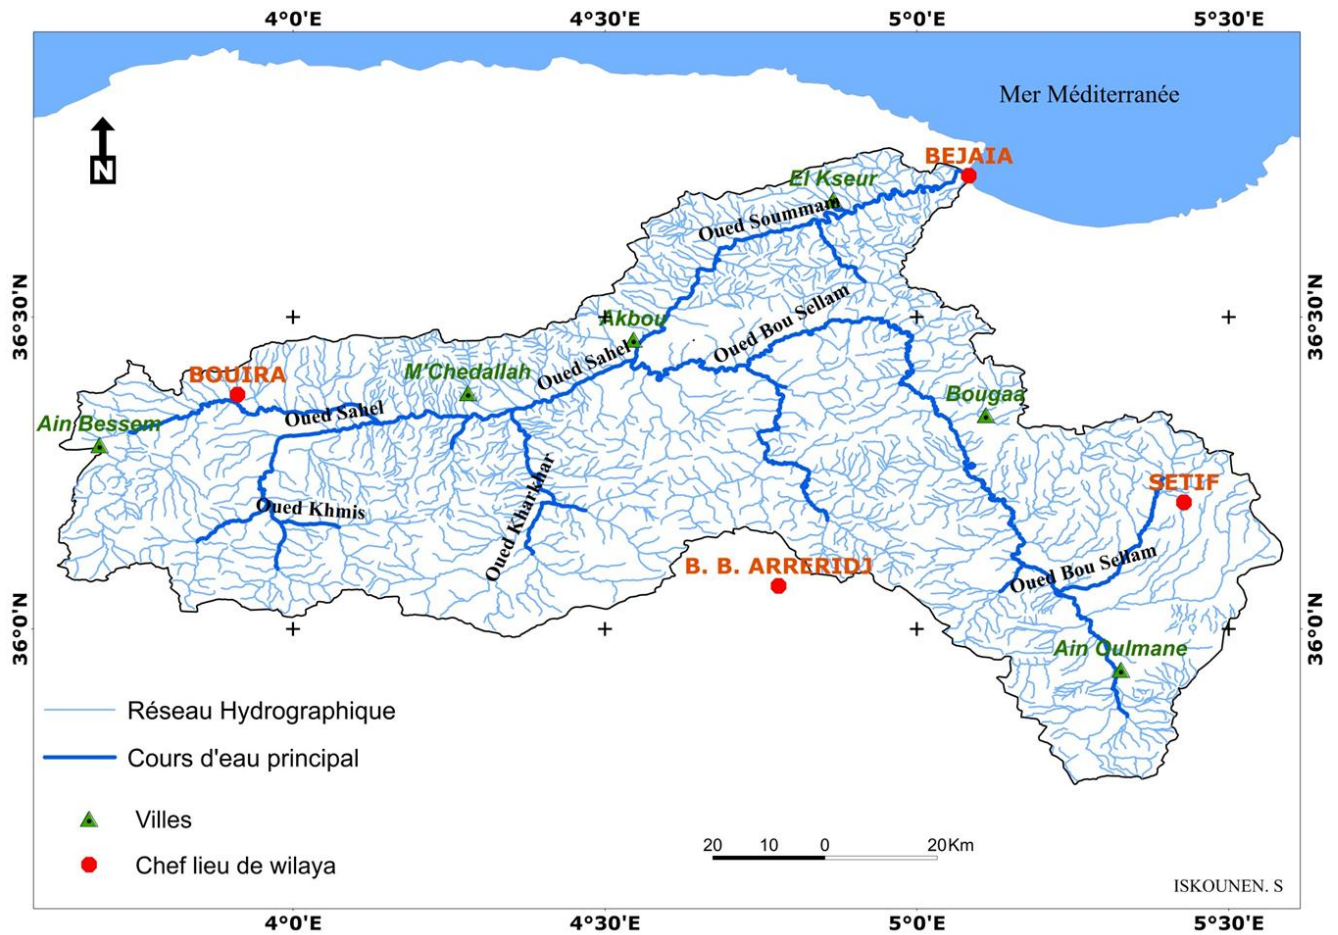 4°0'E 4°30'E 5°0'E 5°30'E
Mer Méditerranée
N
BEJAIA
El Kseur
Oued Soummam
36°30'N 36°30'N
Akbou
Oued Bou Sellam
Oued Sahel
BOUIRA
M'Chedallah
Bougaa
Ain Bessem
Oued Sahel
SETIF
Oued Khmis
Oued Kharkhar
B. B. ARRERIDJ
Oued Bou Sellam
36°0'N 36°0'N
Ain Oulmane
Réseau Hydrographique
Cours d'eau principal
Villes
Chef lieu de wilaya
20 10 0 20Km
ISKOUNEN. S
4°0'E 4°30'E 5°0'E 5°30'E